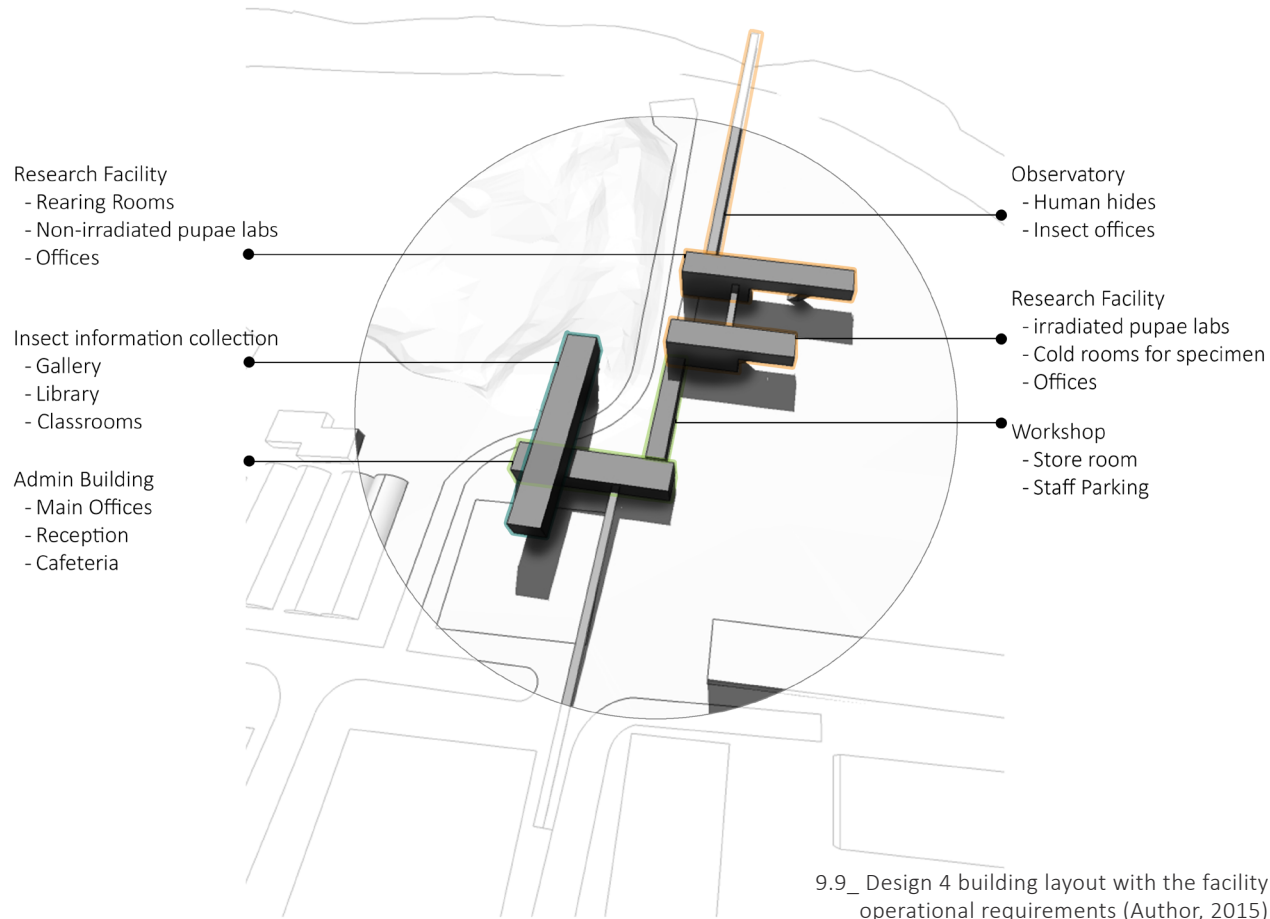 Research Facility
- Rearing Rooms
- Non-irradiated pupae labs
- Offices
Insect information collection
- Gallery
- Library
- Classrooms
Admin Building
- Main Offices
- Reception
- Cafeteria
Observatory
- Human hides
- Insect offices
Research Facility
- irradiated pupae labs
- Cold rooms for specimen
- Offices
Workshop
- Store room
- Staff Parking
9.9_ Design 4 building layout with the facility
operational requirements (Author, 2015)